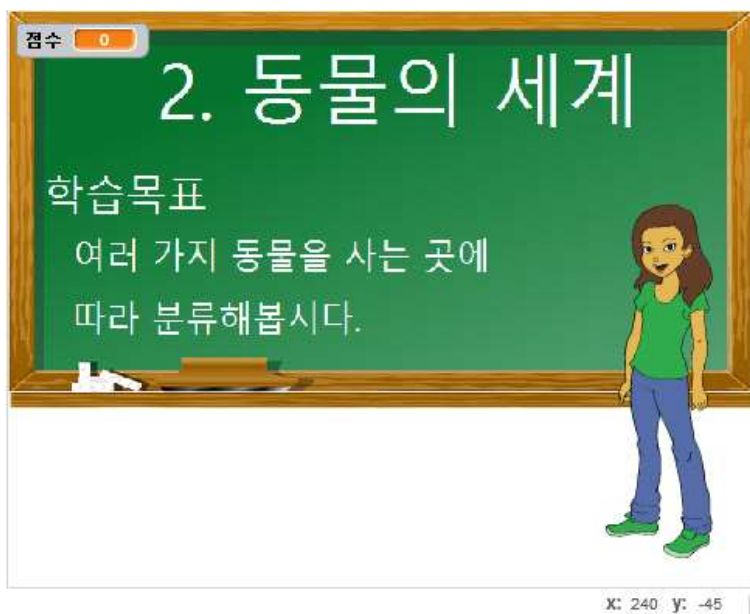 점수 0
2. 동물의 세계
학습목표
여러 가지 동물을 사는 곳에
따라 분류해봅시다.
x: 240 y: -45